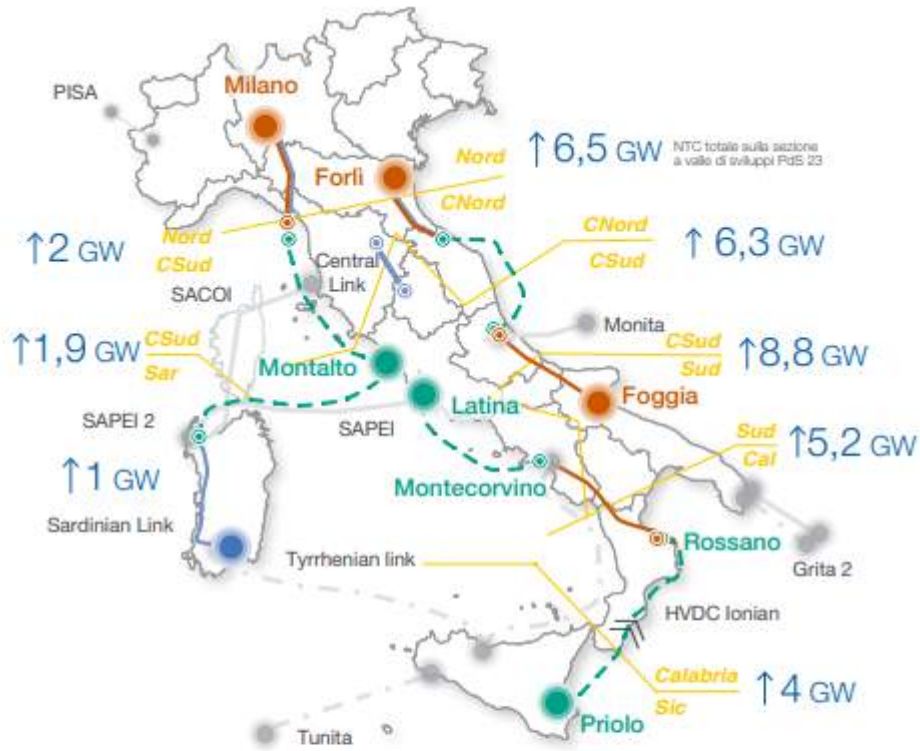 Milano
PISA
Nord
↑6,5 GW
NTC totale sulla sezione
a valle di sviluppi PdS 23
Forlì
CNord
Nord
CSud
↑2 GW
CNord
CSud
↑ 6,3 GW
Central
Link
SACOI
Monita
↑1,9 GW
CSud
Sar
CSud
Sud
↑8,8 GW
Montalto
Latina
Foggia
SAPEI 2
SAPEI
Sud
Cal
↑5,2 GW
↑1 GW
Montecorvino
Sardinian Link
Rossano
Tyrrhenian link
Grita 2
HVDC Ionian
Calabria
Sic
↑4 GW
Priolo
Tunita